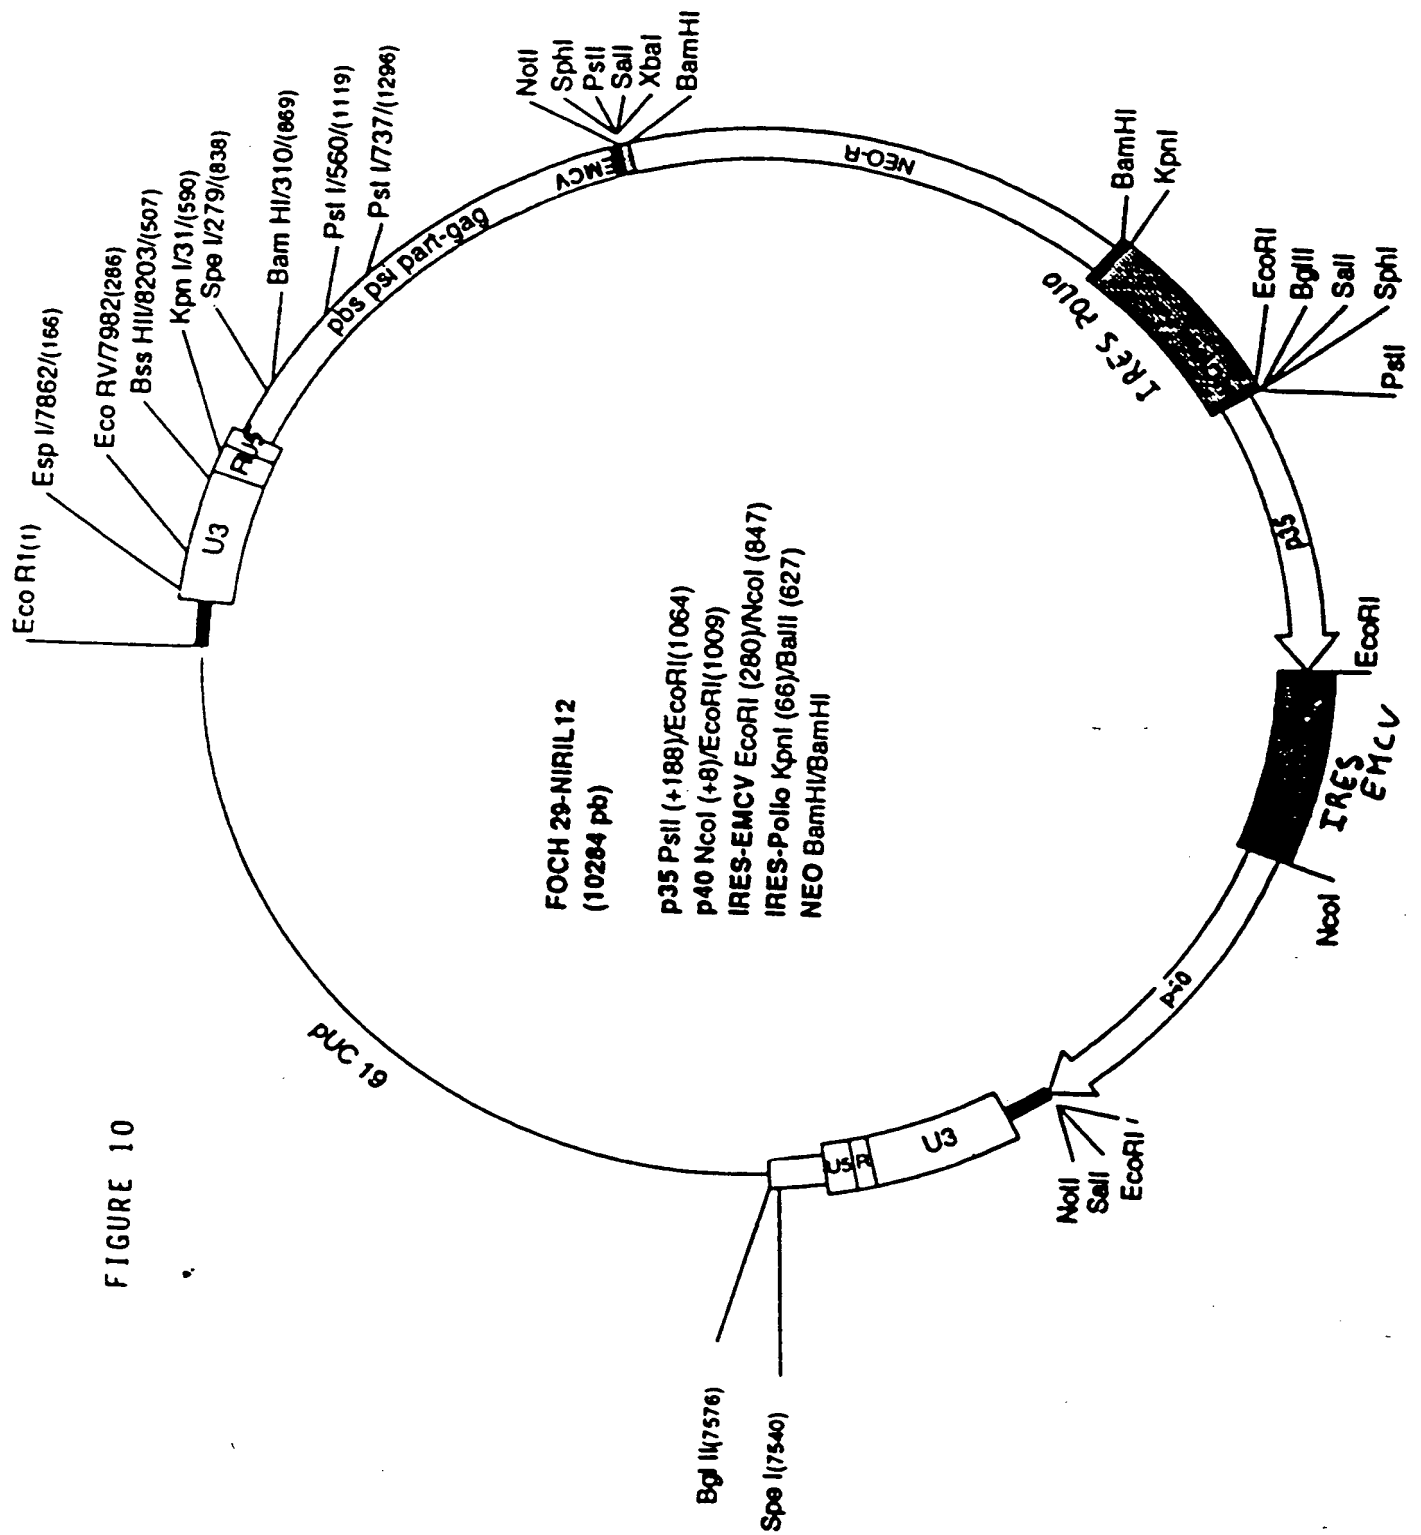 FIGURE 10
Eco R1(1)
Esp I/7862/(166)
Eco RV/7982(286)
Bss HII/8203/(507)
Kpn I/31/(590)
Spe I/279/(838)
Bam HI/310/(869)
Pst I/560/(1119)
Pst I/737/(1296)
U3
R
U5
pbs psi part-gag
EMCV
NotI
SphI
PstI
SalI
XbaI
BamHI
NEO-R
BamHI
KpnI
IRES POLIO
EcoRI
BglII
SalI
SphI
PstI
p35
EcoRI
IRES
EMCV
NcoI
p40
NotI
SalI
EcoRI
U3
R
U5
Bgl II(7576)
Spe I(7540)
pUC 19
FOCH 29-NIRIL12
(10284 pb)
p35 PstI (+188)/EcoRI(1064)
p40 NcoI (+8)/EcoRI(1009)
IRES-EMCV EcoRI (280)/NcoI (847)
IRES-Polio KpnI (66)/BalII (627)
NEO BamHI/BamHI